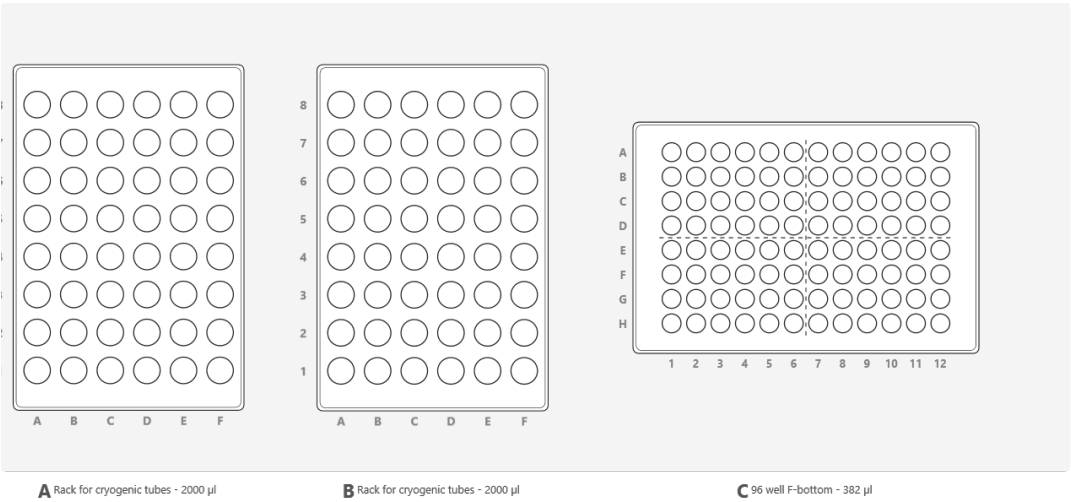 8
7
6
5
4
3
2
1
A B C D E F
A B C D E F
A
B
C
D
E
F
G
H
1 2 3 4 5 6 7 8 9 10 11 12
A Rack for cryogenic tubes - 2000 µl
B Rack for cryogenic tubes - 2000 µl
C 96 well F-bottom - 382 µl